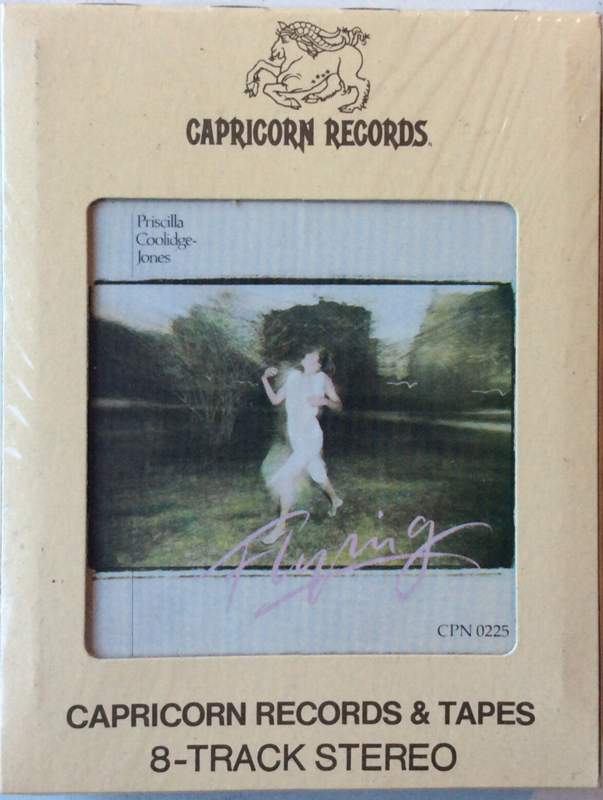 CAPRICORN RECORDS.
Priscilla
Coolidge-
Jones
Flying
CPN 0225
CAPRICORN RECORDS & TAPES
8-TRACK STEREO